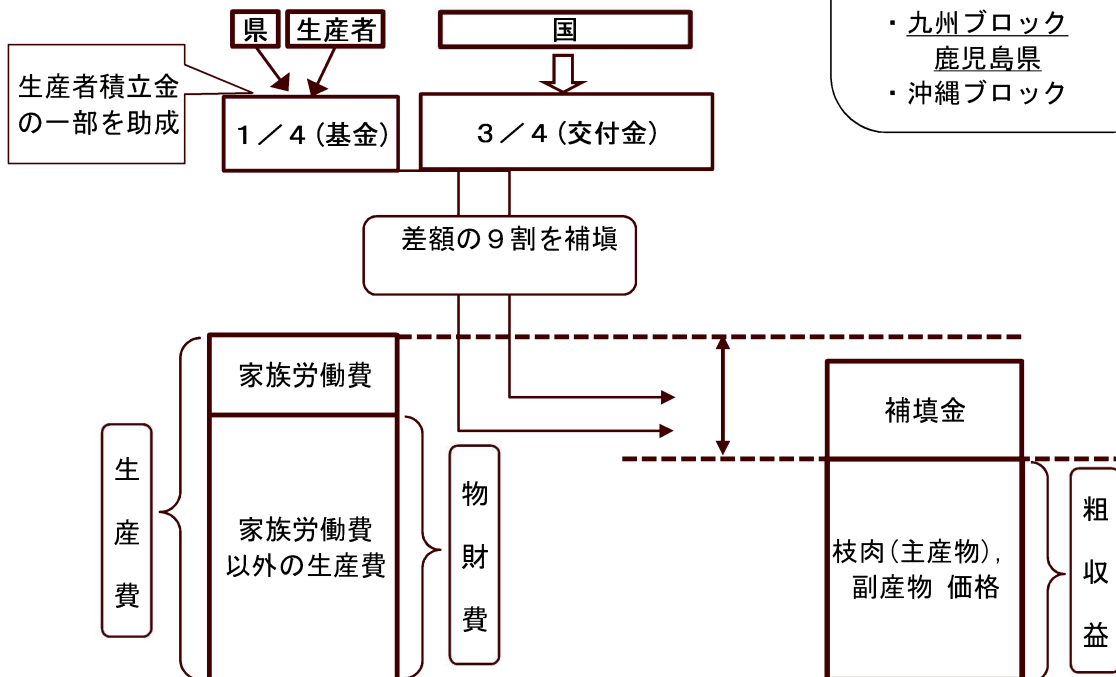 県
生産者
国
・九州ブロック
鹿児島県
・沖縄ブロック
生産者積立金
の一部を助成
1/4(基金)
3/4(交付金)
差額の9割を補塡
家族労働費
補填金
生産費
物財費
粗収益
家族労働費
以外の生産費
枝肉(主産物),
副産物 価格